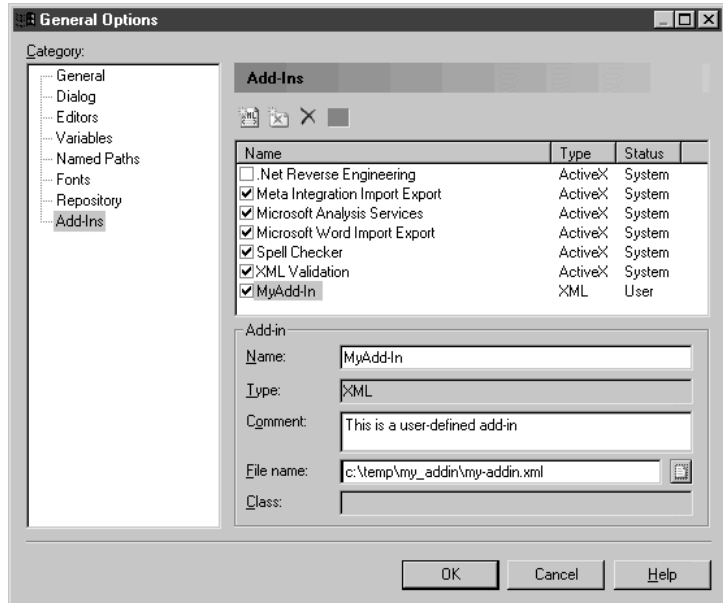 General Options
Category:
General
Dialog
Editors
Variables
Named Paths
Fonts
Repository
Add-Ins
Add-Ins
Name Type Status
.Net Reverse Engineering ActiveX System
Meta Integration Import Export ActiveX System
Microsoft Analysis Services ActiveX System
Microsoft Word Import Export ActiveX System
Spell Checker ActiveX System
XML Validation ActiveX System
MyAdd-In XML User
Add-in
Name: MyAdd-In
Type: XML
Comment: This is a user-defined add-in
File name: c:\temp\my_addin\my-addin.xml
Class:
OK Cancel Help